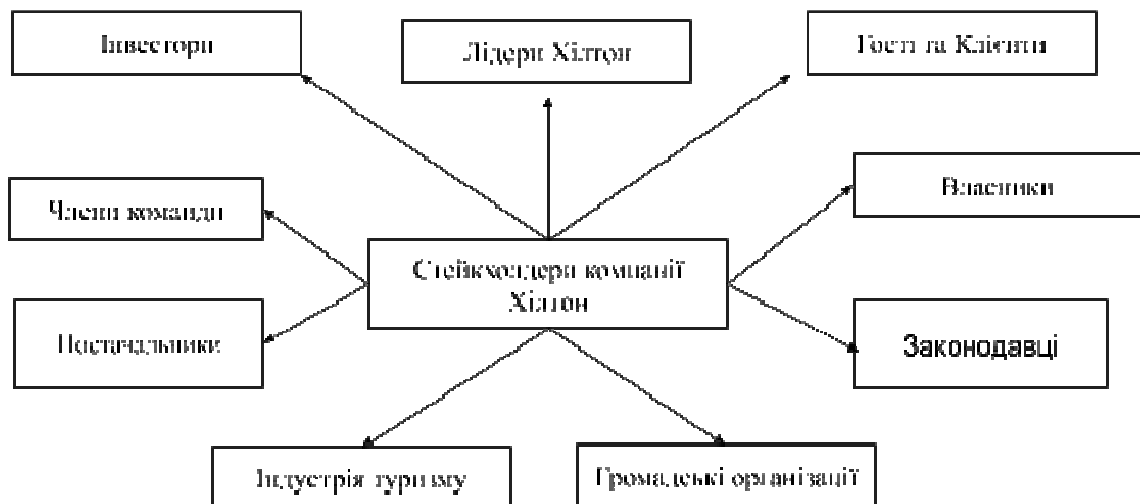 Інвестори
Лідери Хілтон
Гості та Клієнти
Члени команди
Власники
Стейкхолдери компанії
Хілтон
Постачальники
Законодавці
Індустрія туризму
Громадські організації